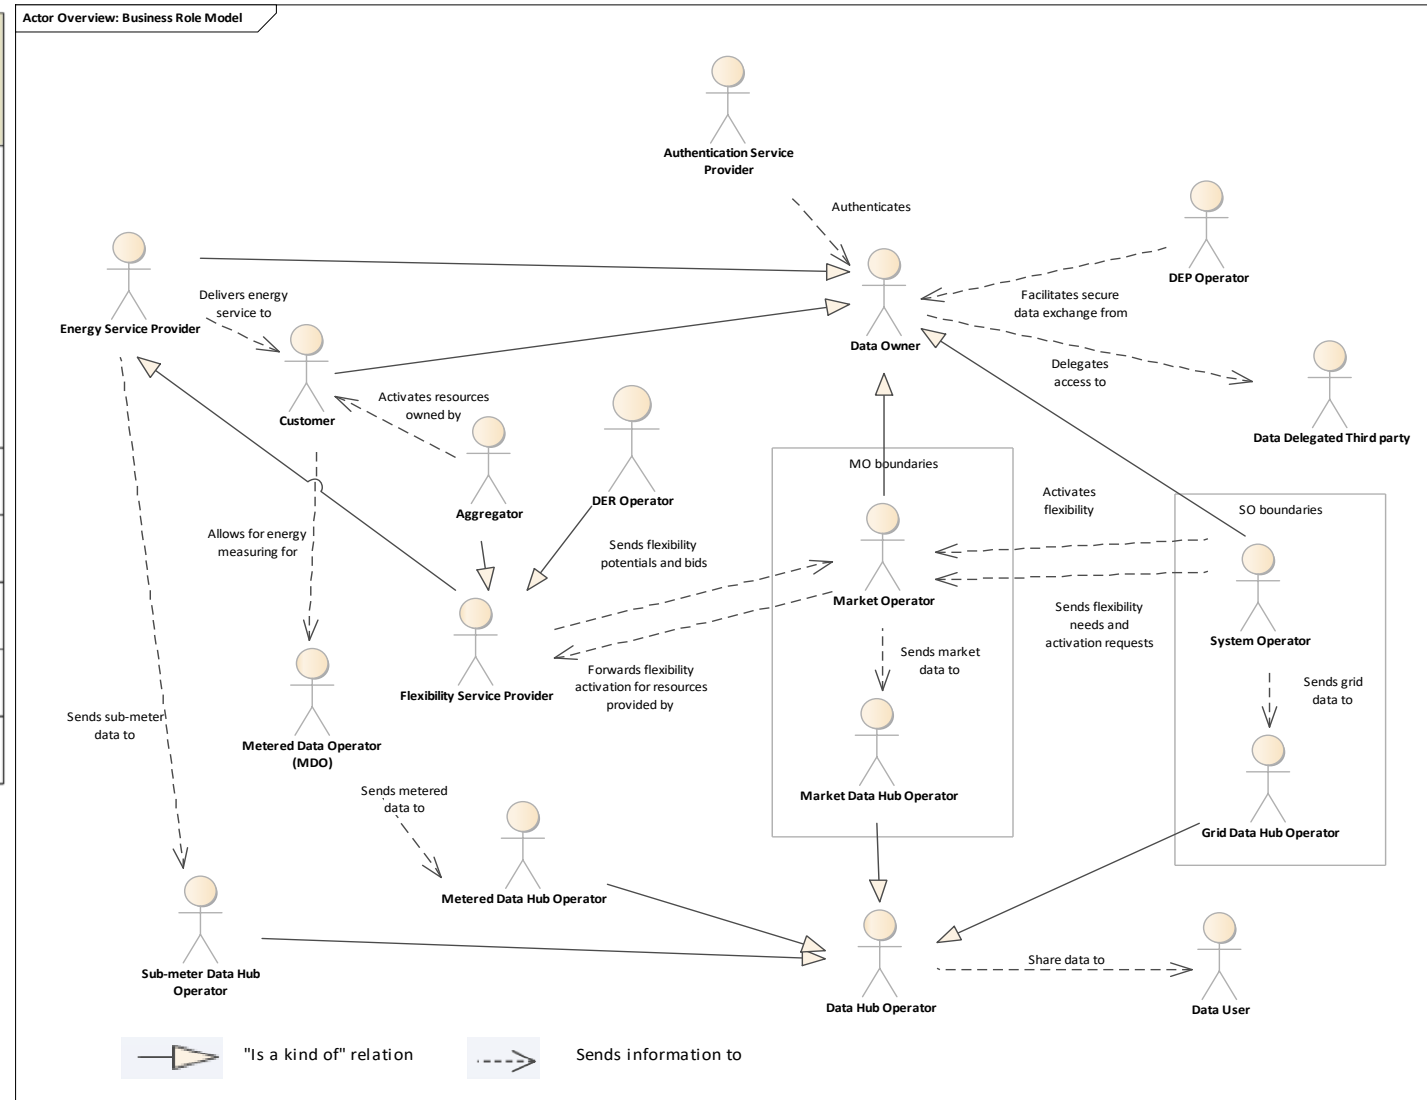 Actor Overview: Business Role Model
Authentication Service
Provider
Authenticates
DEP Operator
Delivers energy
service to
Energy Service Provider
Facilitates secure
data exchange from
Data Owner
Delegates
access to
Customer
Activates resources
owned by
Data Delegated Third party
Aggregator
DER Operator
MO boundaries
Activates
flexibility
SO boundaries
Allows for energy
measuring for
Sends flexibility
potentials and bids
Market Operator
Sends flexibility
needs and
activation requests
System Operator
Flexibility Service Provider
Forwards flexibility
activation for resources
provided by
Sends market
data to
Sends grid
data to
Sends sub-meter
data to
Metered Data Operator
(MDO)
Sends metered
data to
Market Data Hub Operator
Grid Data Hub Operator
Metered Data Hub Operator
Sub-meter Data Hub
Operator
Data Hub Operator
Share data to
Data User
"Is a kind of" relation
Sends information to